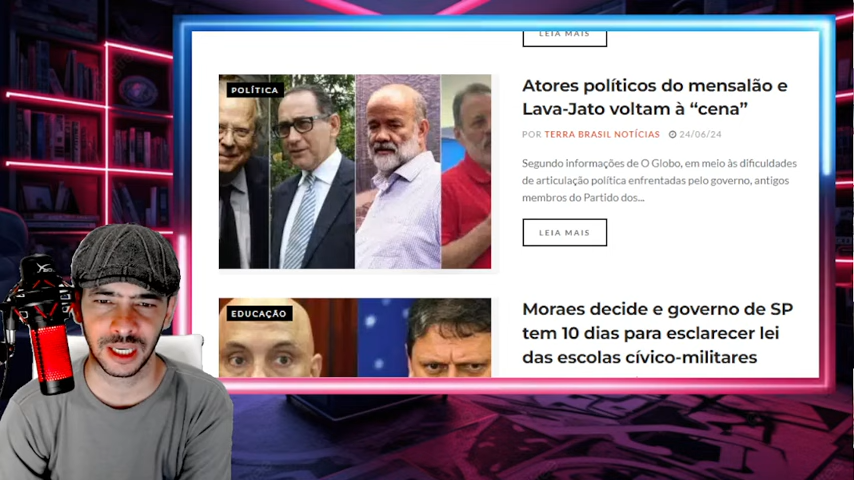 LEIA MAIS
POLÍTICA
Atores políticos do mensalão e
Lava-Jato voltam à “cena”
POR TERRA BRASIL NOTÍCIAS 24/06/24
Segundo informações de O Globo, em meio às dificuldades
de articulação política enfrentadas pelo governo, antigos
membros do Partido dos...
LEIA MAIS
EDUCAÇÃO
Moraes decide e governo de SP
tem 10 dias para esclarecer lei
das escolas cívico-militares